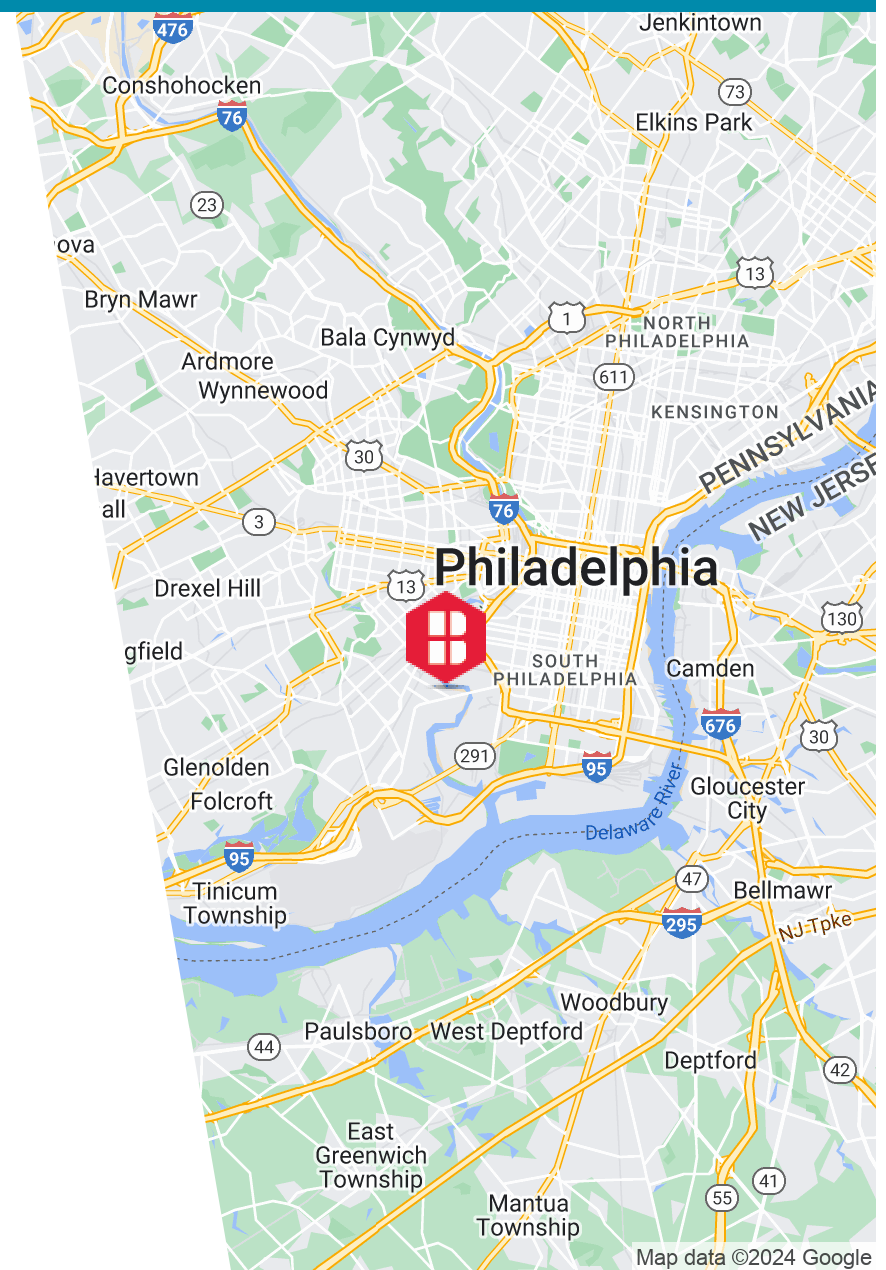 Jenkintown
476
Conshohocken
73
76
Elkins Park
23
ova
13
Bryn Mawr
1
NORTH
PHILADELPHIA
Bala Cynwyd
Ardmore
611
Wynnewood
KENSINGTON
PENNSYLVANIA
30
Havertown
all
NEW JERSE
76
3
Philadelphia
Drexel Hill
13
130
gfield
SOUTH
PHILADELPHIA
Camden
676
30
291
Glenolden
95
Gloucester
City
Folcroft
Delaware River
95
47
Tinicum
Township
Bellmawr
295
NJ Tpke
Woodbury
Paulsboro
West Deptford
44
Deptford
42
East
Greenwich
Township
41
55
Mantua
Township
Map data ©2024 Google